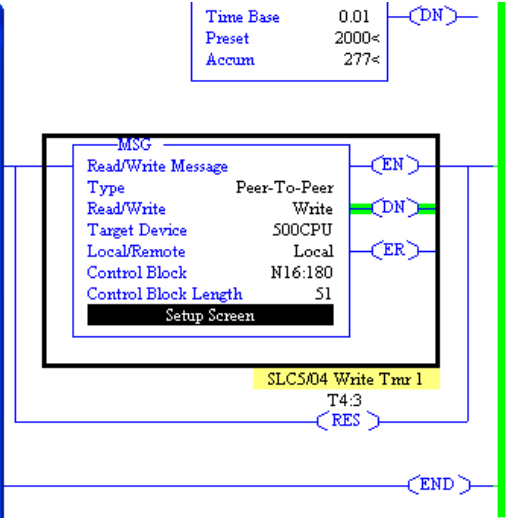 Time Base 0.01 DN
Preset 2000<
Accum 277<
MSG
Read/Write Message EN
Type Peer-To-Peer
Read/Write Write DN
Target Device 500CPU
Local/Remote Local ER
Control Block N16:180
Control Block Length 51
Setup Screen
SLC5/04 Write Tmr 1
T4:3
RES
END